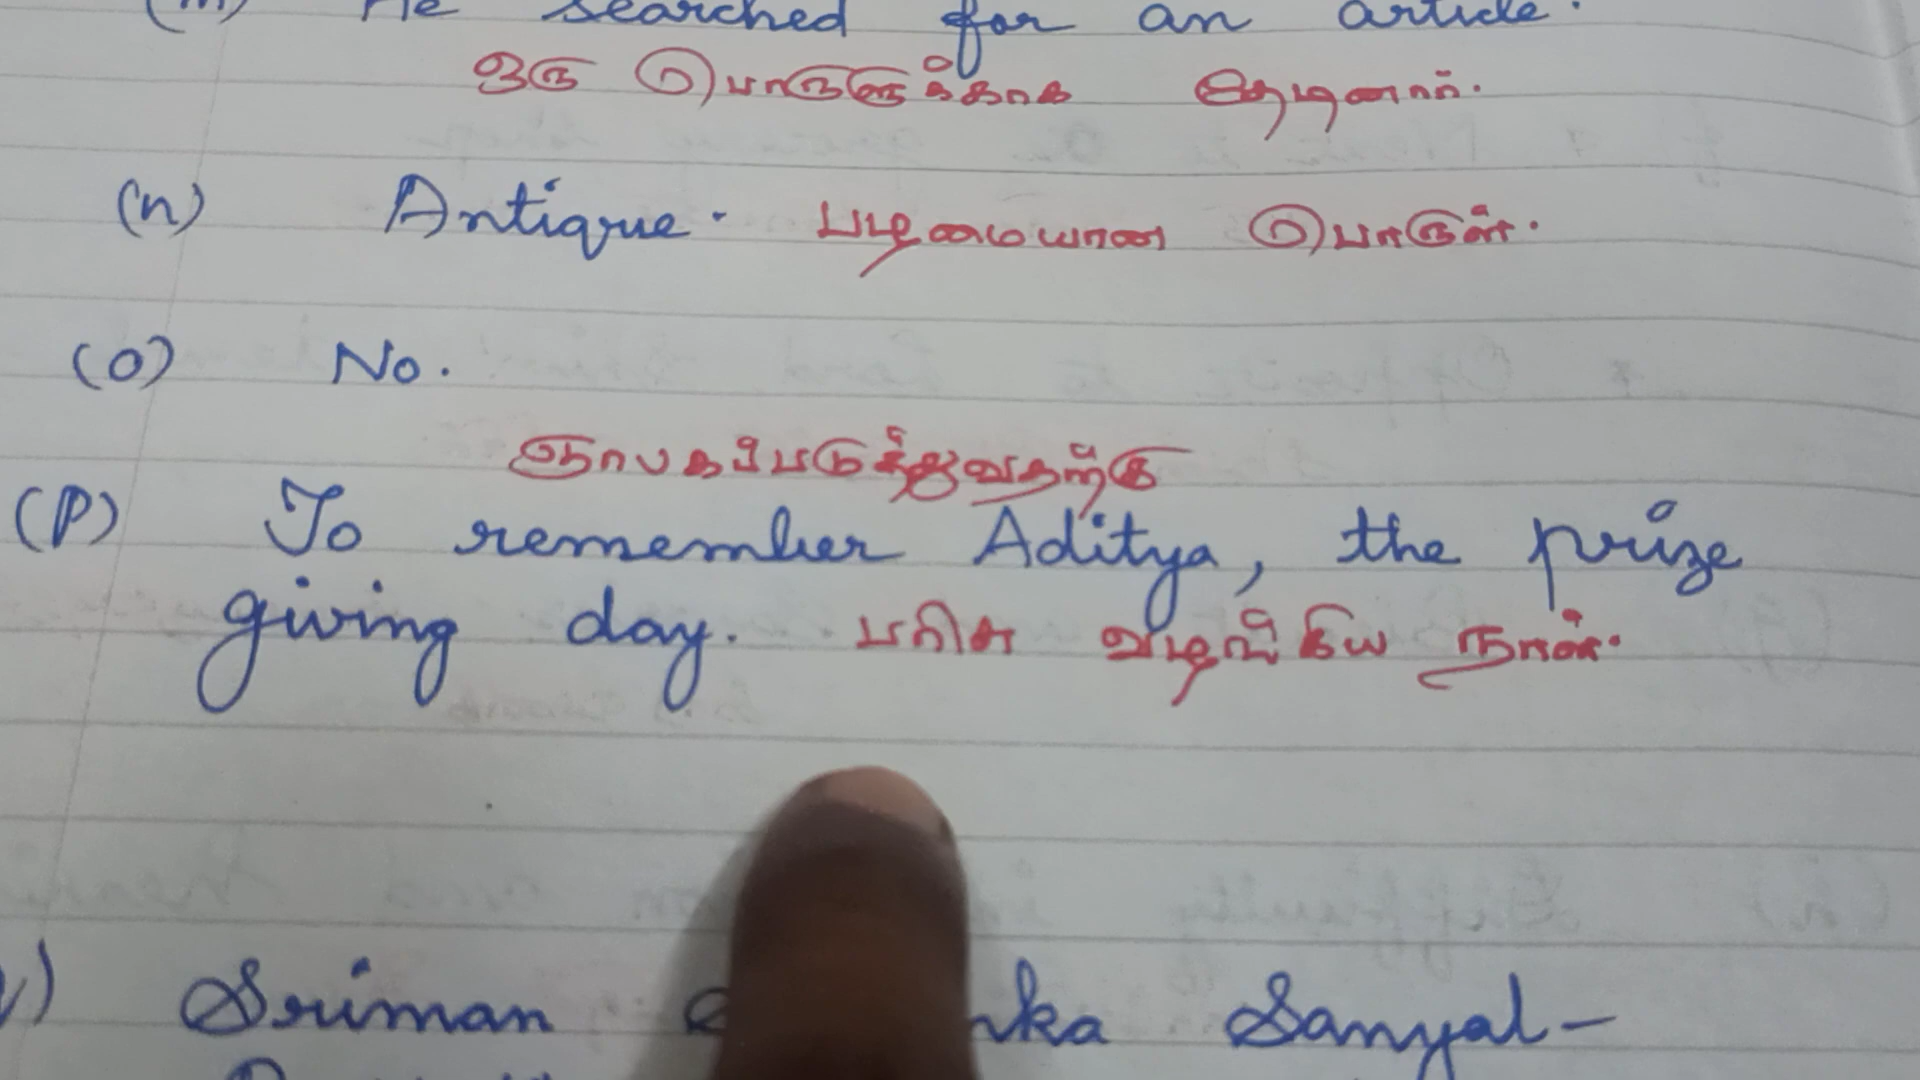 (m) He searched for an article.
ஒரு பொருளுக்காக தேடினார்.
(n) Antique. பழமையான பொருள்.
(o) No.
ஞாபகப்படுத்துவதற்கு
(P) To remember Aditya, the prize
giving day. பரிசு வழங்கிய நாள்.
Sriman Sanyal-